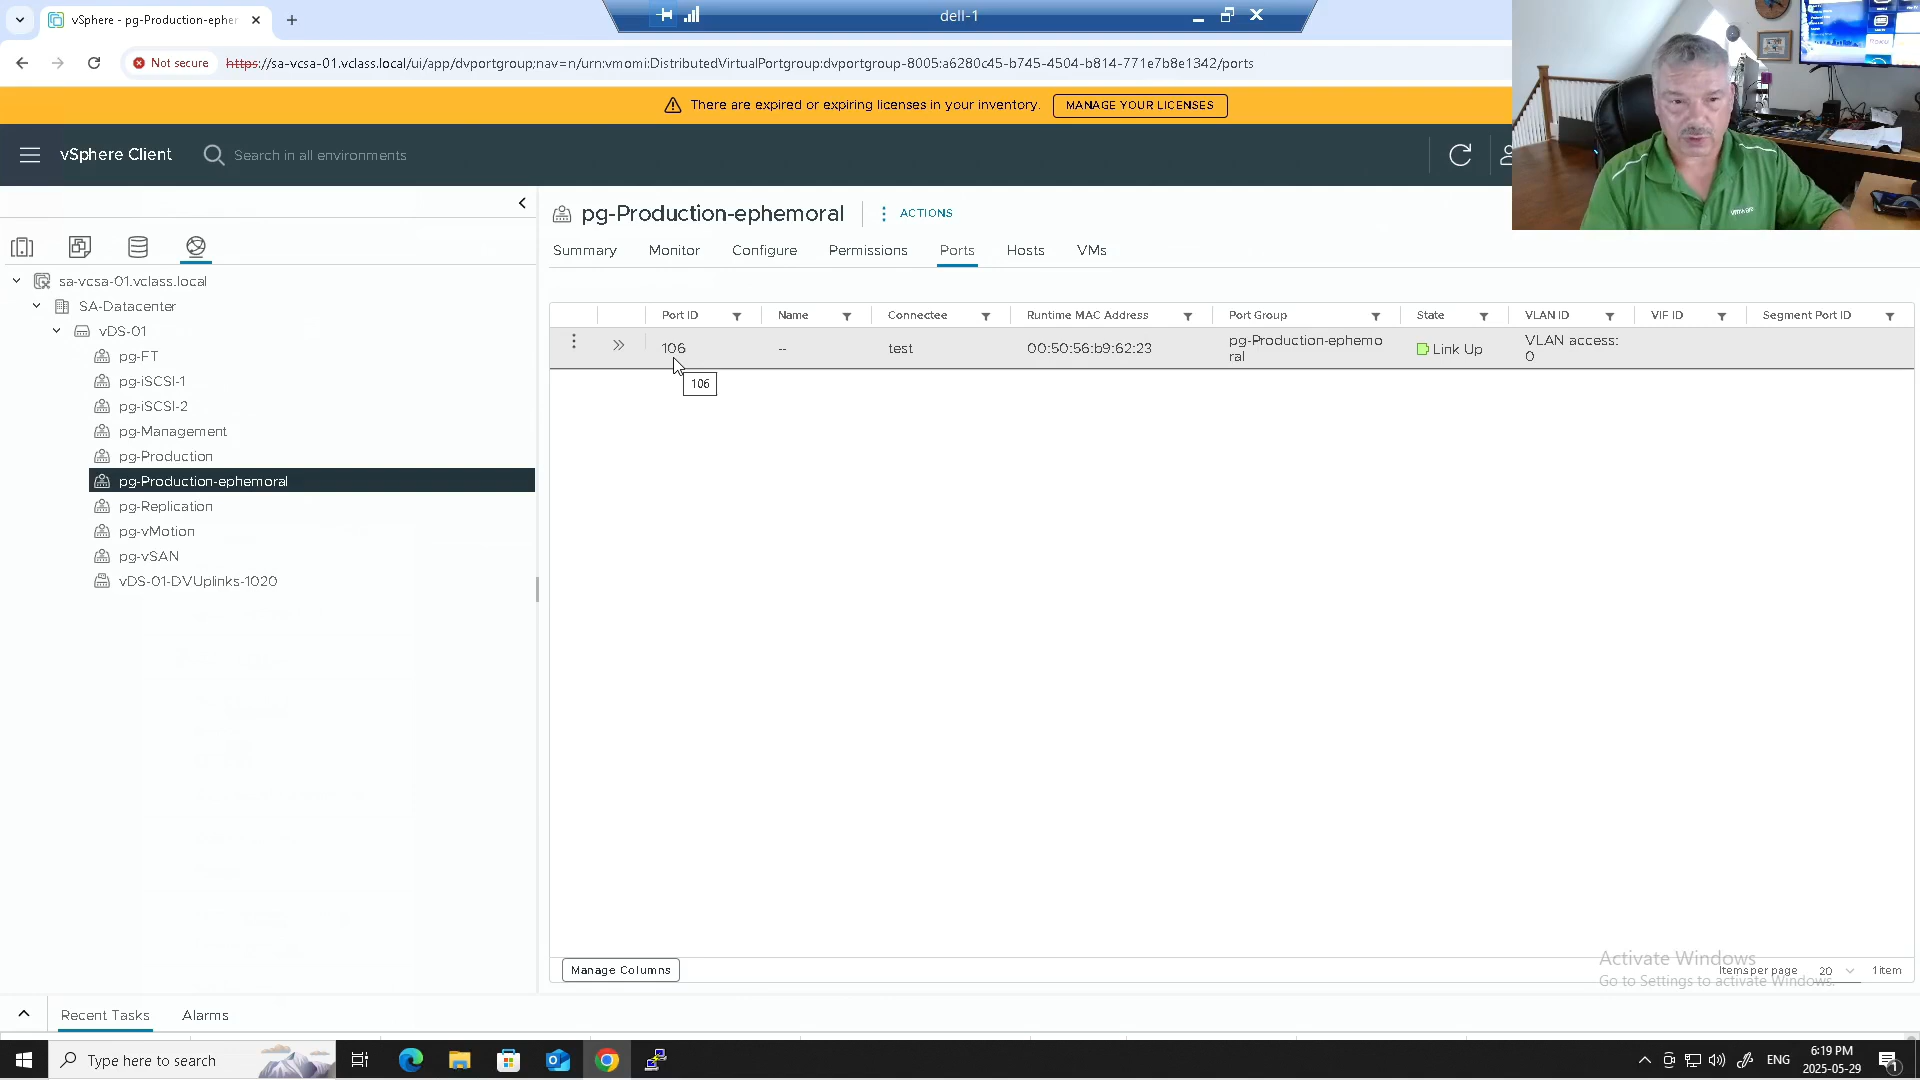 vSphere - pg-Production-epher
dell-1
Not secure
https://sa-vcsa-01.vclass.local/ui/app/dvportgroup;nav=n/urn:vmomi:DistributedVirtualPortgroup:dvportgroup-8005:a6280c45-b745-4504-b814-771e7b8e1342/ports
There are expired or expiring licenses in your inventory.
MANAGE YOUR LICENSES
vSphere Client
Search in all environments
vmware
sa-vcsa-01.vclass.local
SA-Datacenter
vDS-01
pg-FT
pg-iSCSI-1
pg-iSCSI-2
pg-Management
pg-Production
pg-Production-ephemoral
pg-Replication
pg-vMotion
pg-vSAN
vDS-01-DVUplinks-1020
pg-Production-ephemoral
ACTIONS
Summary Monitor Configure Permissions Ports Hosts VMs
Port ID Name Connectee Runtime MAC Address Port Group State VLAN ID VIF ID Segment Port ID
106 -- test 00:50:56:b9:62:23 pg-Production-ephemo Link Up VLAN access:
ral 0
106
Manage Columns
Items per page 20 1 item
Activate Windows
Go to Settings to activate Windows.
Recent Tasks Alarms
Type here to search
ENG
6:19 PM
2025-05-29
1